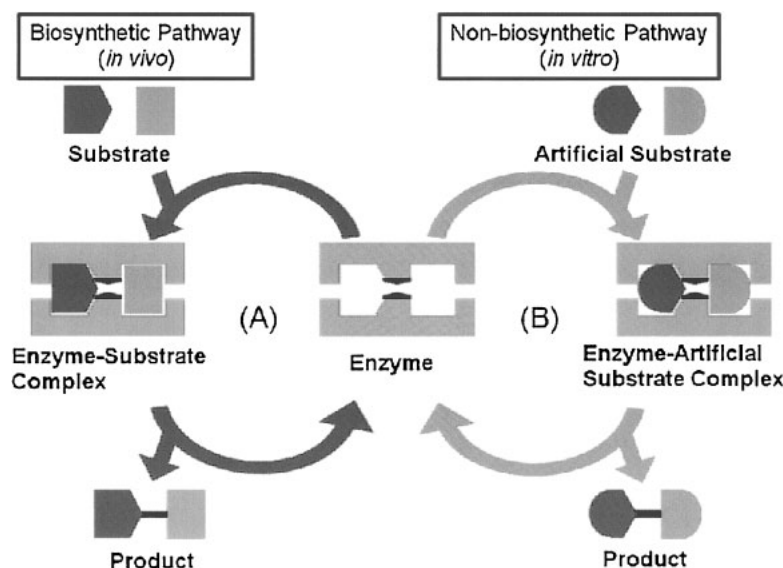 Biosynthetic Pathway
(in vivo)
Non-biosynthetic Pathway
(in vitro)
Substrate
Artificial Substrate
(A)
(B)
Enzyme-Substrate
Complex
Enzyme
Enzyme-Artificial
Substrate Complex
Product
Product